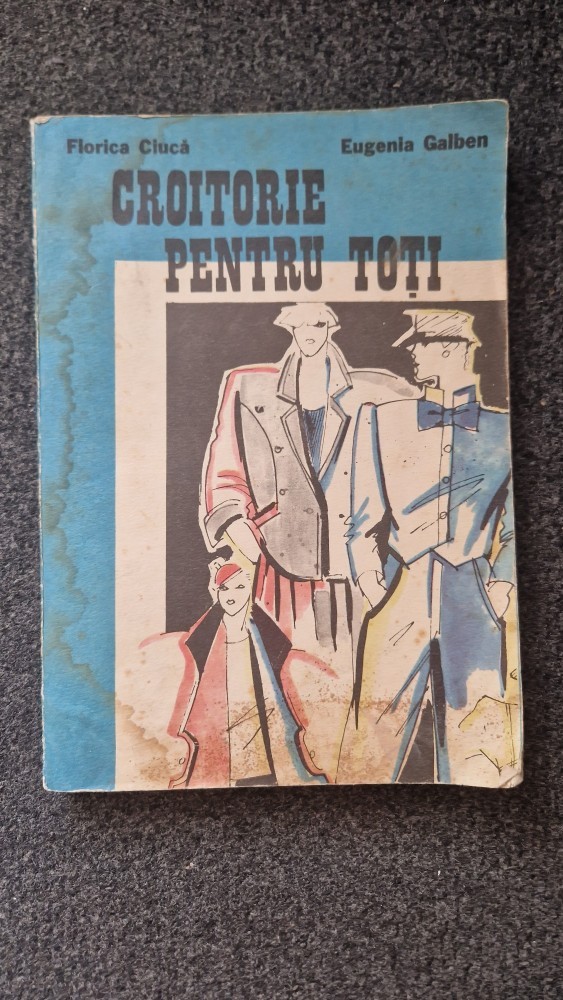 Florica Ciucă Eugenia Galben
CROITORIE
PENTRU TOȚI